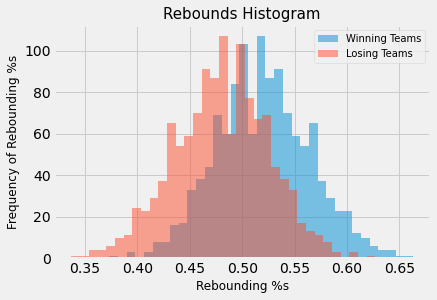 Rebounds Histogram
Winning Teams
Losing Teams
Frequency of Rebounding %s
100
80
60
40
20
0
0.35 0.40 0.45 0.50 0.55 0.60 0.65
Rebounding %s